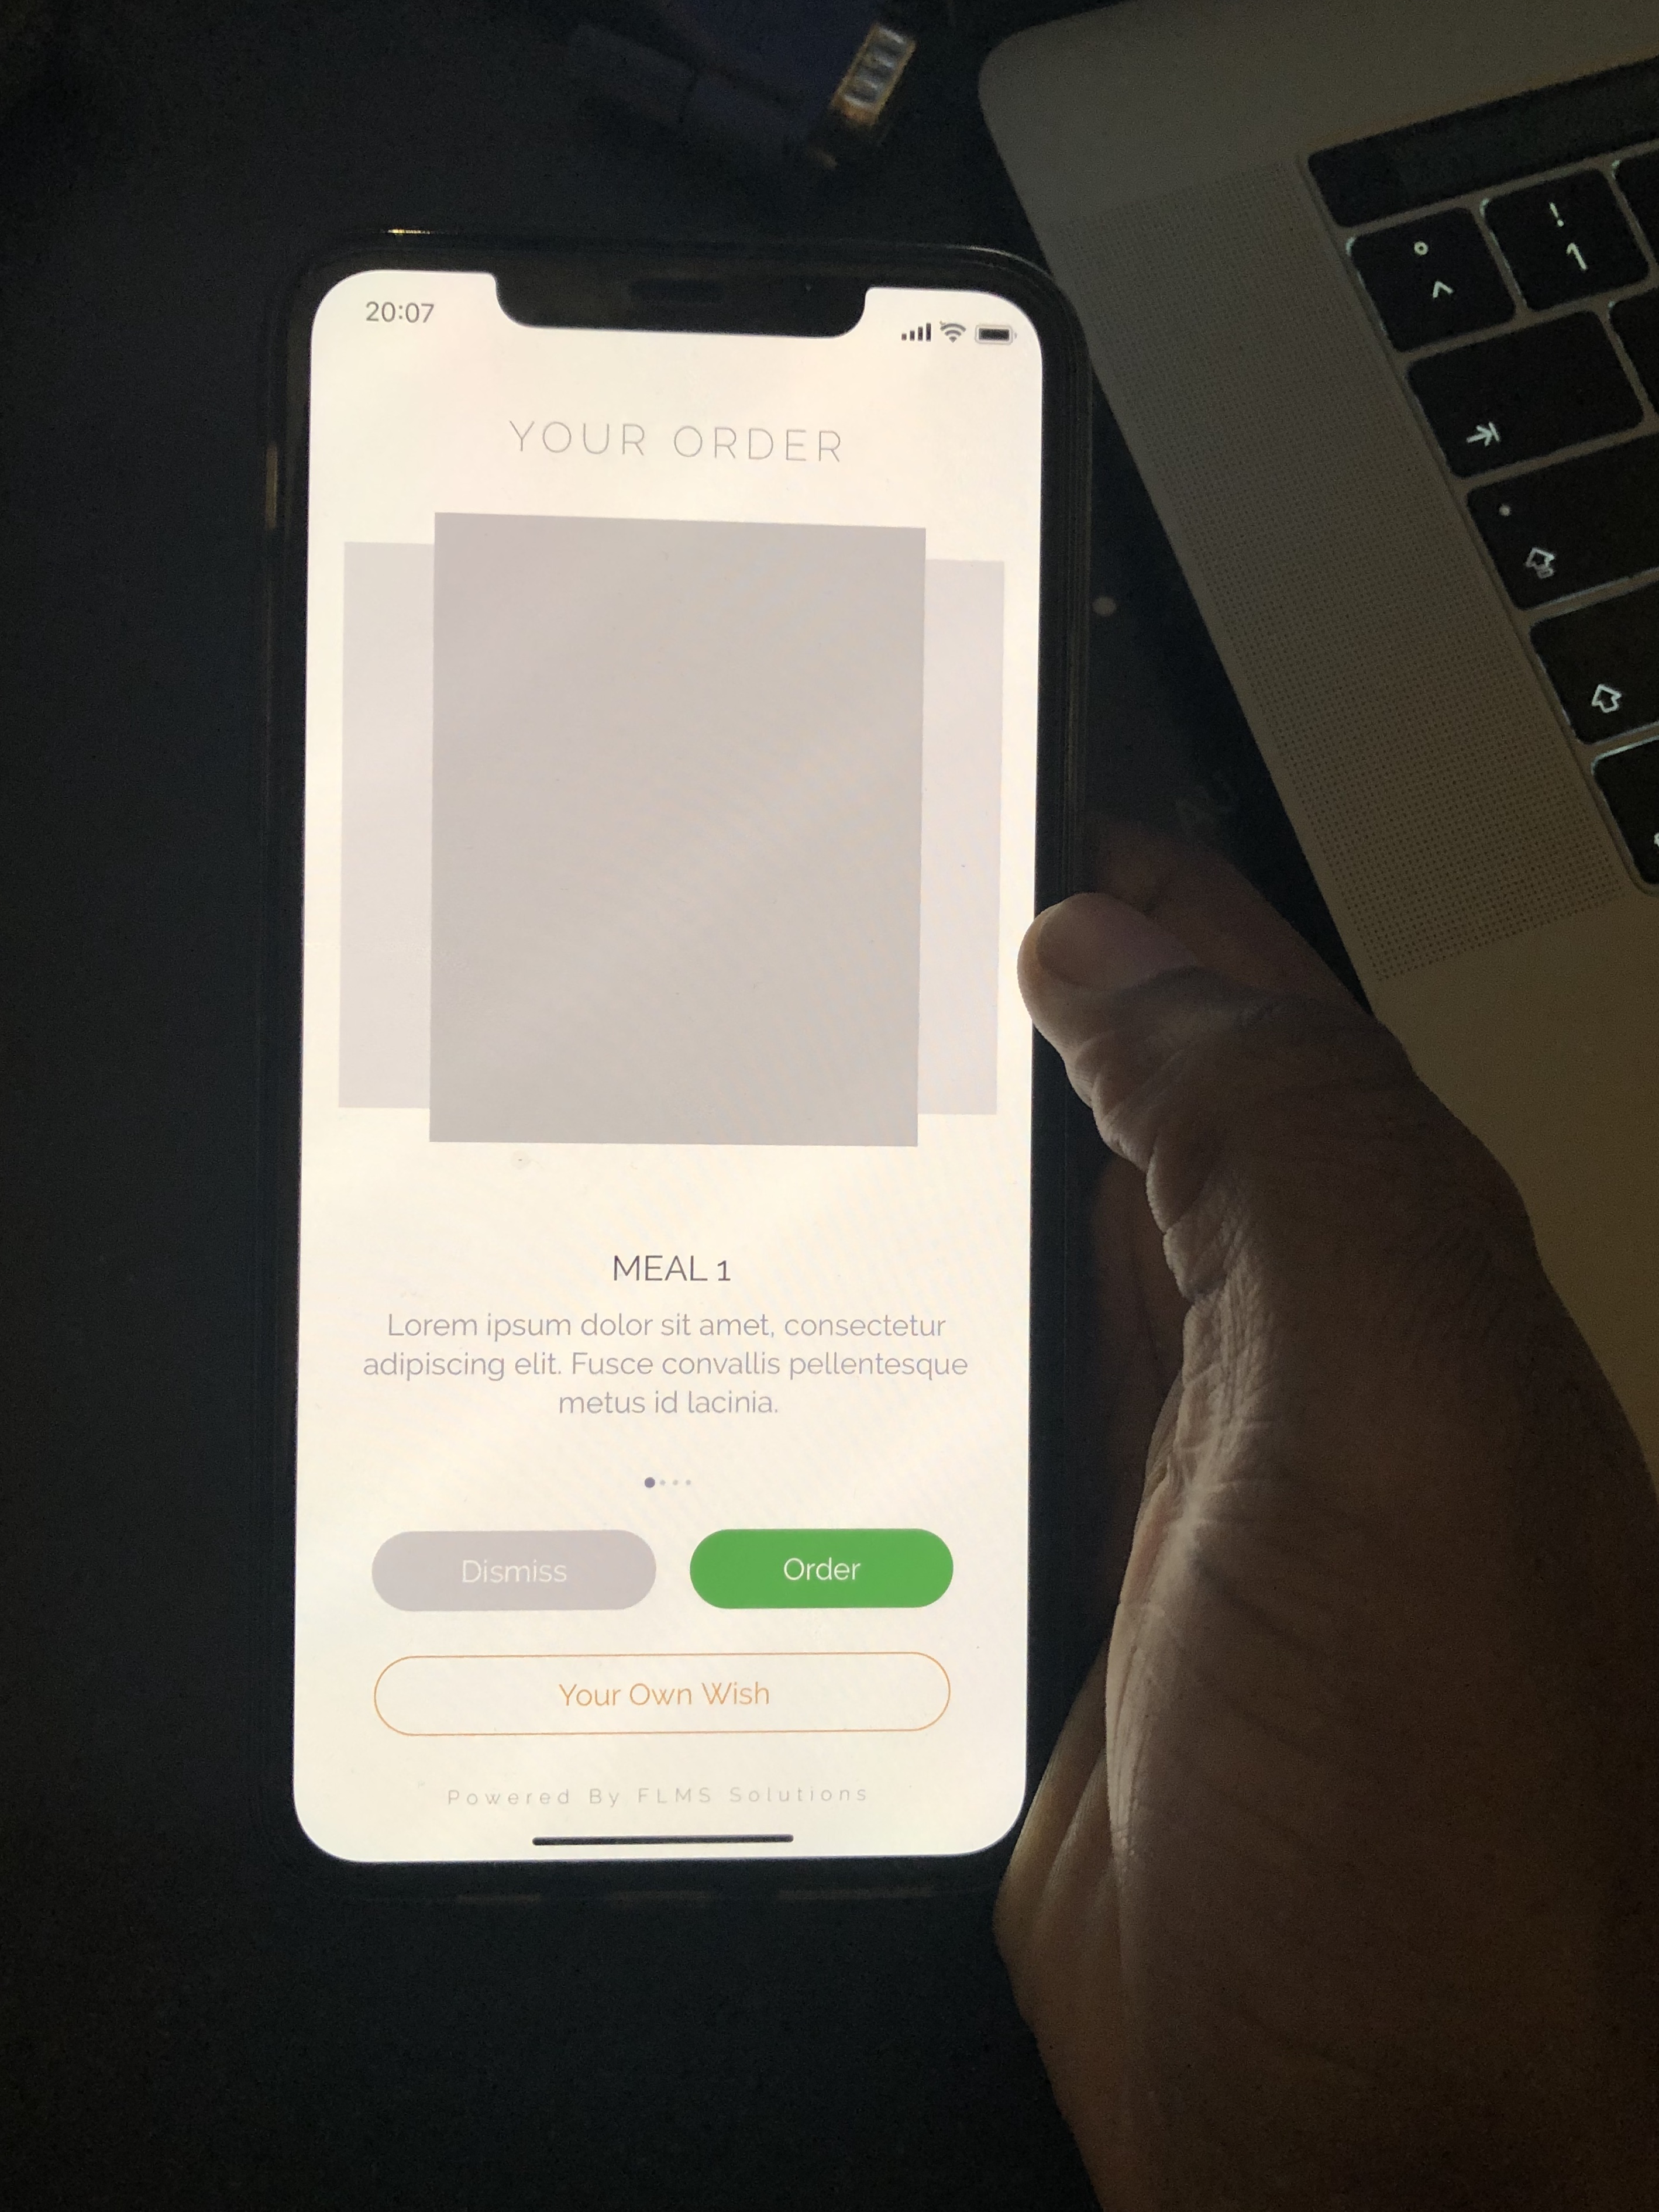 20:07
YOUR ORDER
MEAL 1
Lorem ipsum dolor sit amet, consectetur
adipiscing elit. Fusce convallis pellentesque
metus id lacinia.
Dismiss
Order
Your Own Wish
Powered By FLMS Solutions
!
1
°
^